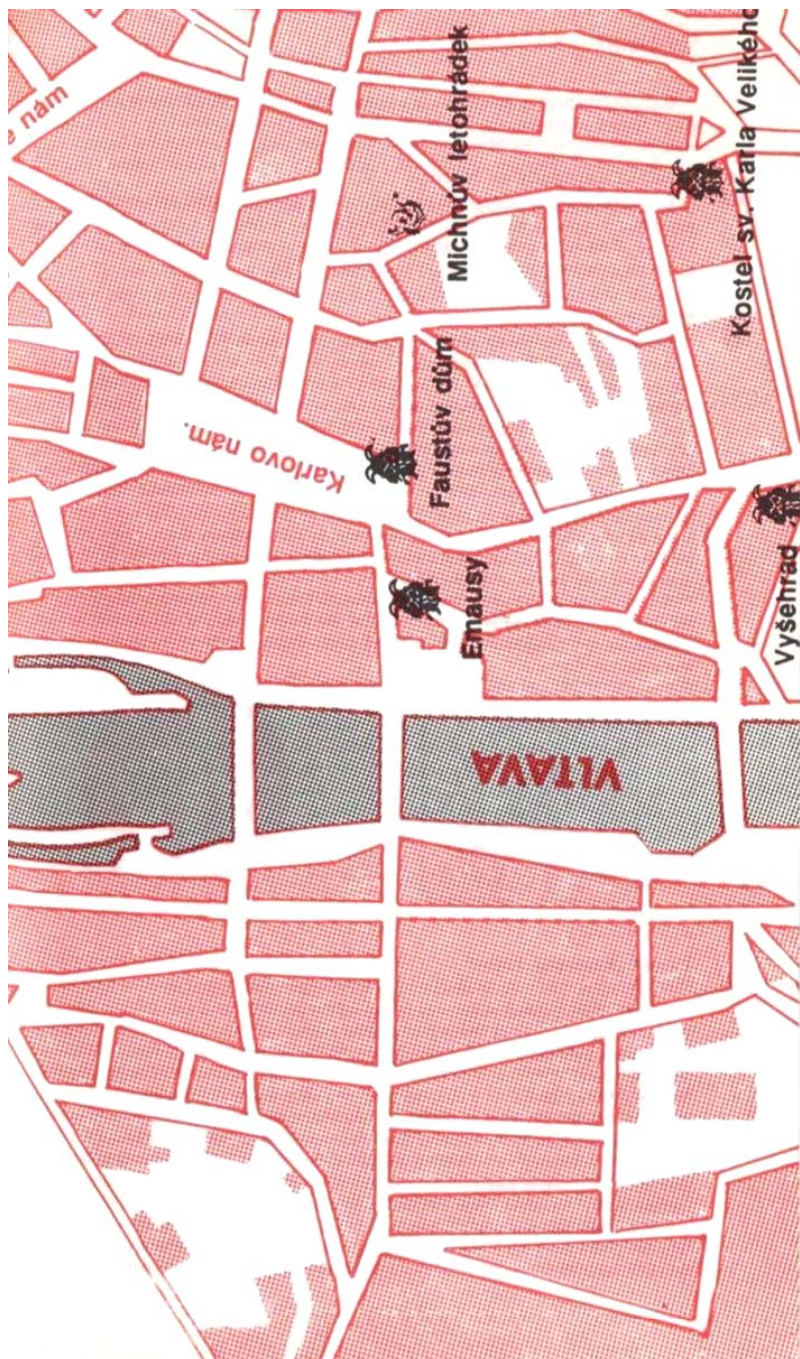 nám
Michnův letohrádek
Kostel sv. Karla Velikého
Karlovo nám.
Faustův dům
Emausy
Vyšehrad
VLTAVA